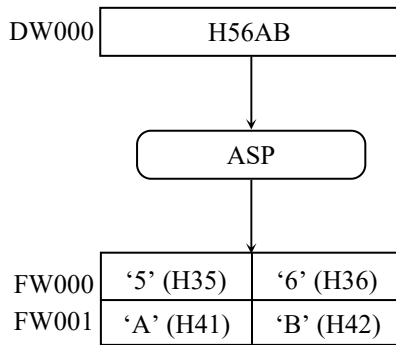 DW000 H56AB
ASP
FW000 ‘5’ (H35) ‘6’ (H36)
FW001 ‘A’ (H41) ‘B’ (H42)